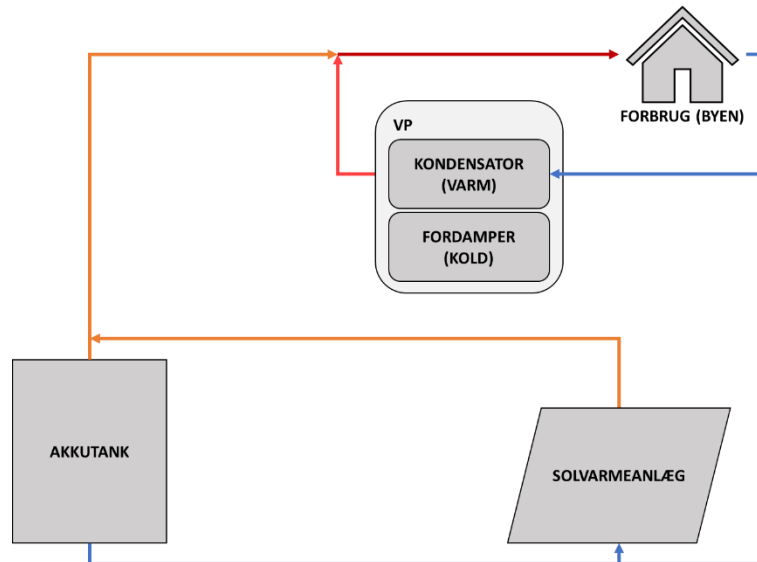 FORBRUG (BYEN)
VP
KONDENSATOR
(VARM)
FORDAMPER
(KOLD)
AKKUTANK
SOLVARMEANLÆG